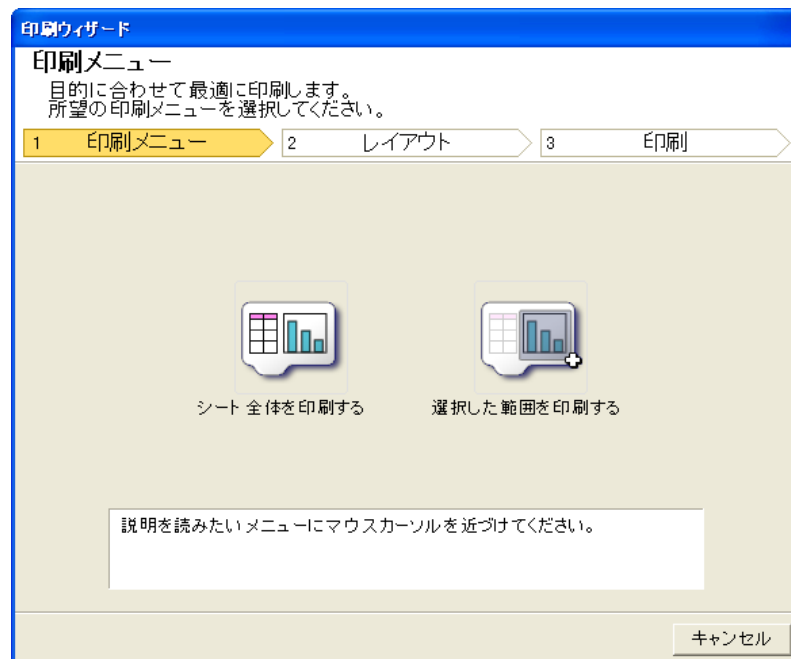 印刷ウィザード
印刷メニュー
目的に合わせて最適に印刷します。
所望の印刷メニューを選択してください。
1 印刷メニュー 2 レイアウト 3 印刷
シート全体を印刷する 選択した範囲を印刷する
説明を読みたいメニューにマウスカーソルを近づけてください。
キャンセル